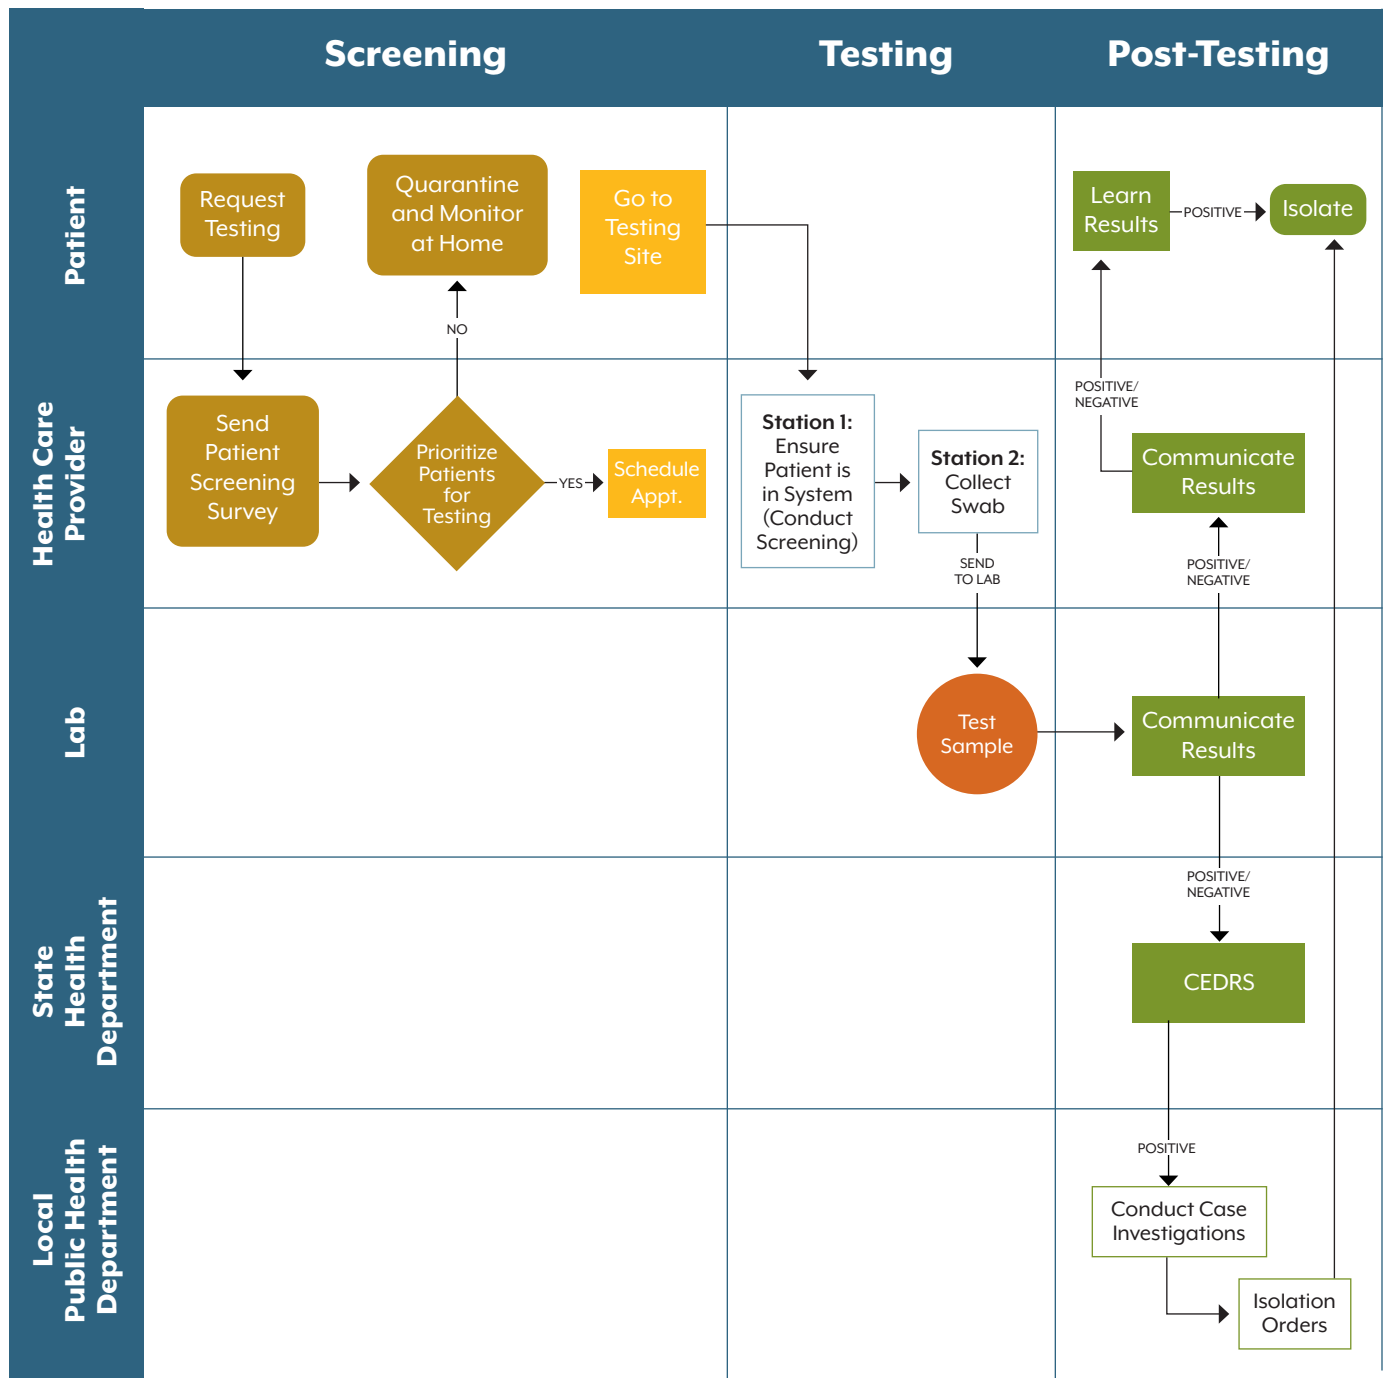 Screening
Testing
Post-Testing
Patient
Request
Testing
Quarantine
and Monitor
at Home
Go to
Testing
Site
Learn
Results
POSITIVE
Isolate
NO
Health Care
Provider
Send
Patient
Screening
Survey
Prioritize
Patients
for
Testing
YES
Schedule
Appt.
Station 1:
Ensure
Patient is
in System
(Conduct
Screening)
Station 2:
Collect
Swab
SEND
TO LAB
POSITIVE/
NEGATIVE
Communicate
Results
POSITIVE/
NEGATIVE
Lab
Test
Sample
Communicate
Results
State
Health
Department
POSITIVE/
NEGATIVE
CEDRS
Local
Public Health
Department
POSITIVE
Conduct Case
Investigations
Isolation
Orders